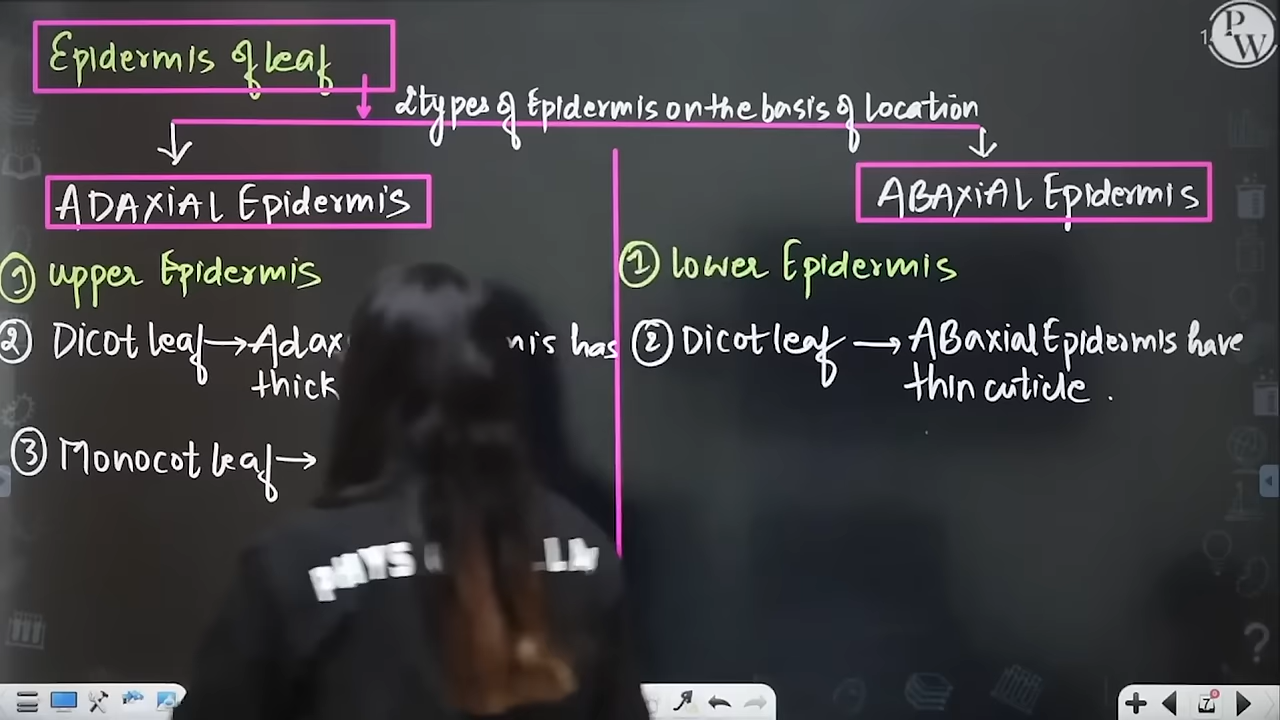 Epidermis of leaf
2 types of Epidermis on the basis of location
ADAXIAL Epidermis
① upper Epidermis
② Dicot leaf → has
thick
③ Monocot leaf →
ABAXIAL Epidermis
① lower Epidermis
② Dicot leaf → ABaxial Epidermis have
thin cuticle .
PW
7
?